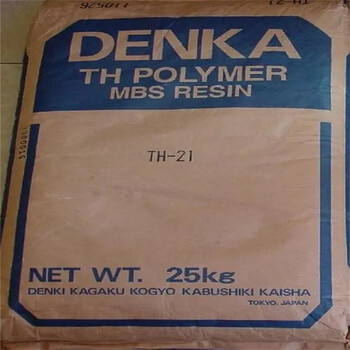 DENKA
TH POLYMER
MBS RESIN
TH-21
NET WT. 25kg
DENKI KAGAKU KOGYO KABUSHIKI KAISHA
TOKYO. JAPAN